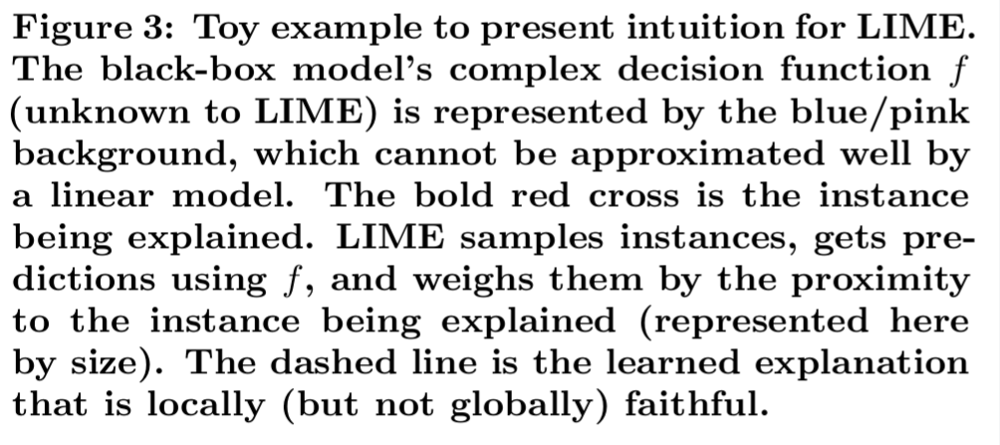 Figure 3: Toy example to present intuition for LIME.
The black-box model's complex decision function f
(unknown to LIME) is represented by the blue/pink
background, which cannot be approximated well by
a linear model. The bold red cross is the instance
being explained. LIME samples instances, gets pre-
dictions using f, and weighs them by the proximity
to the instance being explained (represented here
by size). The dashed line is the learned explanation
that is locally (but not globally) faithful.